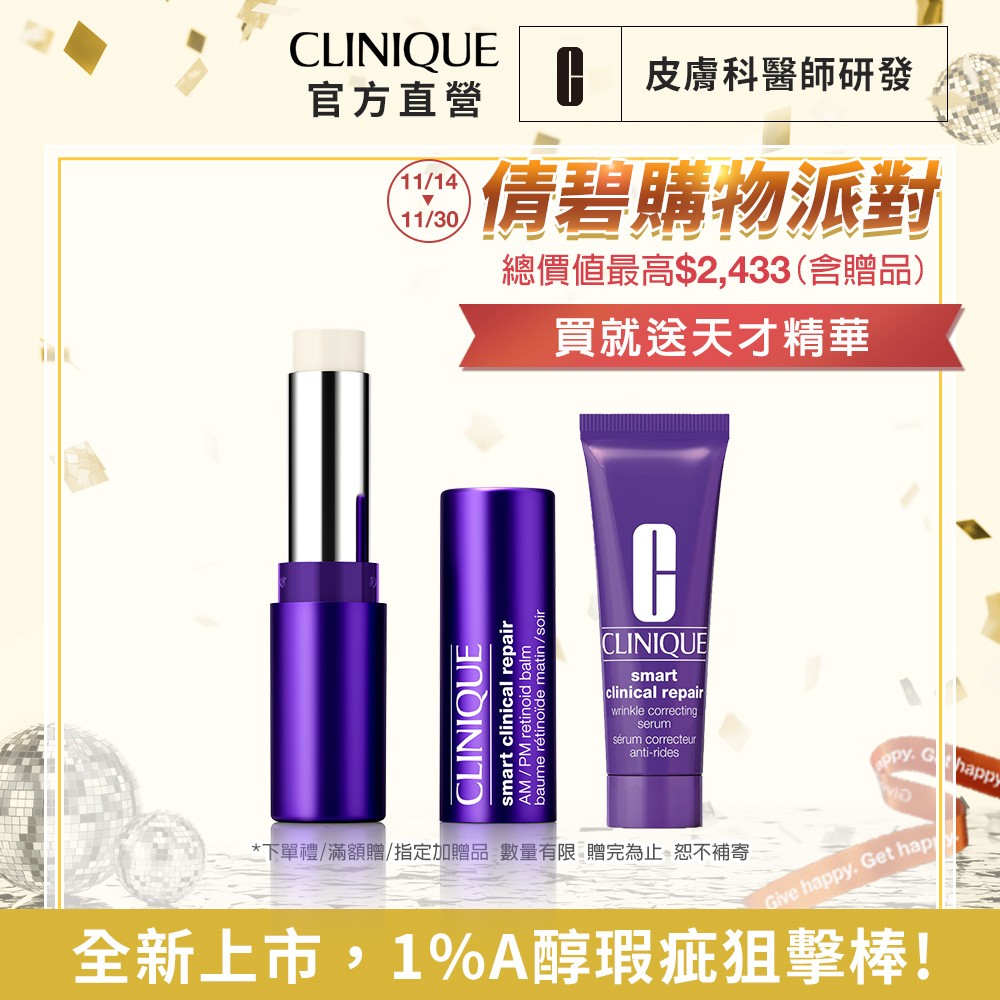 CLINIQUE
官方直營
皮膚科醫師研發
11/14
▼
11/30
倩碧購物派對
總價值最高$2,433(含贈品)
買就送天才精華
CLINIQUE
smart clinical repair
AM / PM retinoid balm
baume rétinoïde matin/soir
CLINIQUE
smart
clinical repair
wrinkle correcting
serum
sérum correcteur
anti-rides
happy. Get happy
Give happy. Get happy
*下單禮/滿額贈/指定加贈品 數量有限 贈完為止 恕不補寄
全新上市,1%A醇瑕疵狙擊棒!